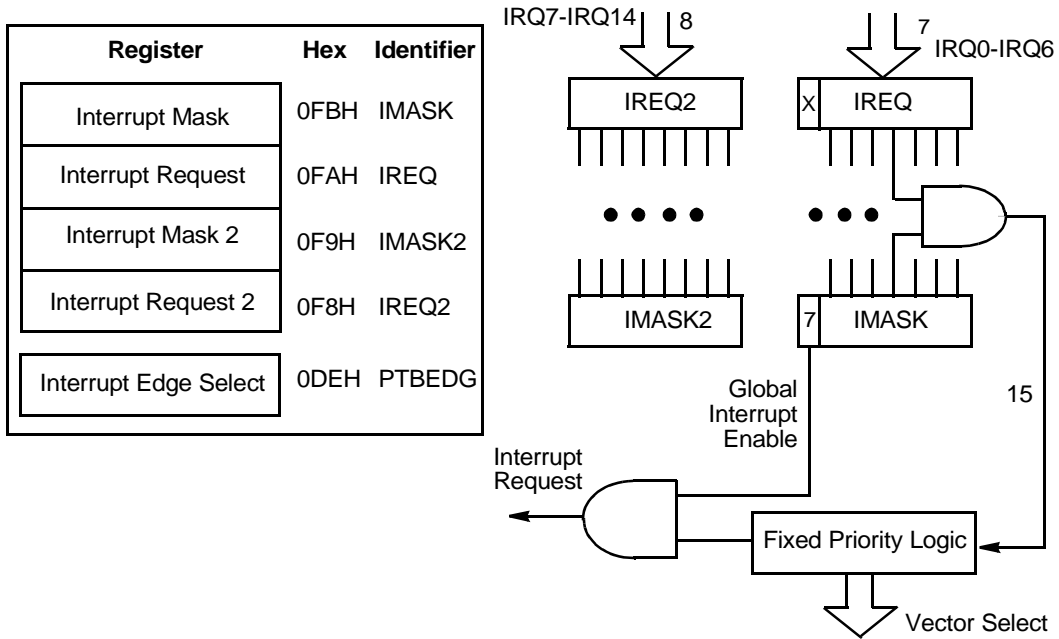 Register Hex Identifier
Interrupt Mask 0FBH IMASK
Interrupt Request 0FAH IREQ
Interrupt Mask 2 0F9H IMASK2
Interrupt Request 2 0F8H IREQ2
Interrupt Edge Select 0DEH PTBEDG
IRQ7-IRQ14 8
7
IRQ0-IRQ6
IREQ2
X IREQ
IMASK2
7 IMASK
Global
Interrupt
Enable
15
Interrupt
Request
Fixed Priority Logic
Vector Select